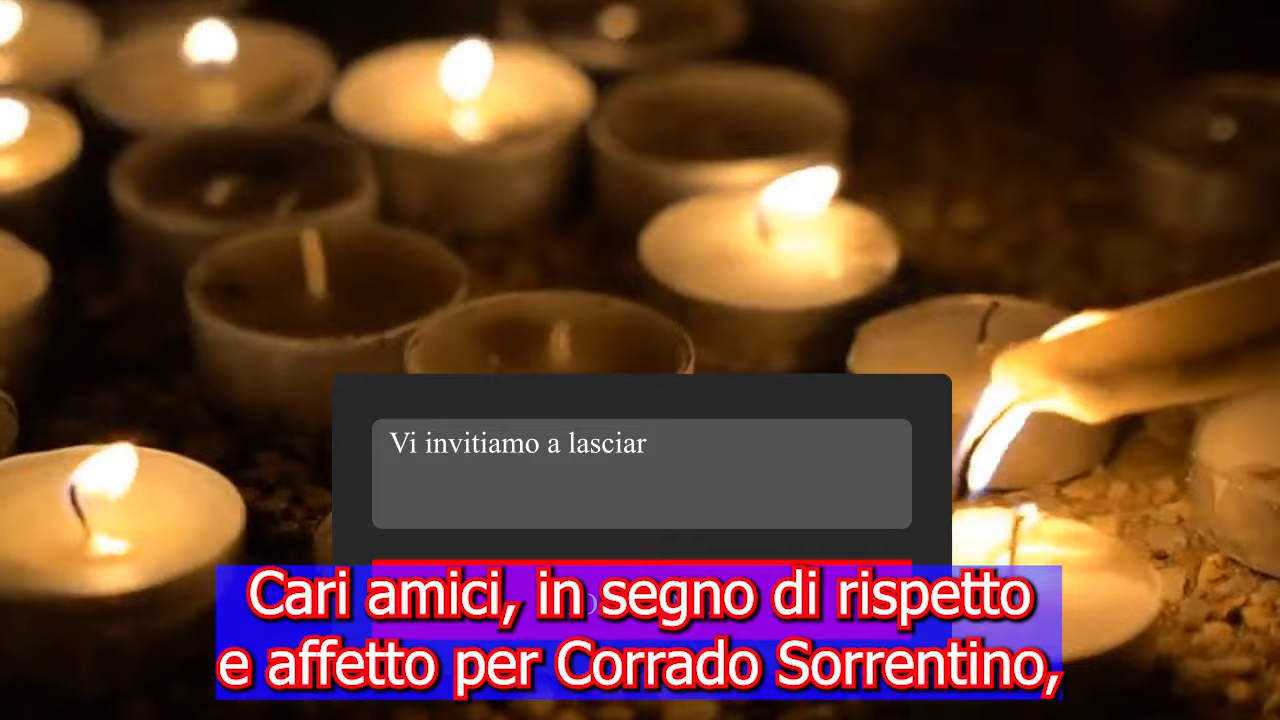 Vi invitiamo a lasciar
Cari amici, in segno di rispetto
e affetto per Corrado Sorrentino,